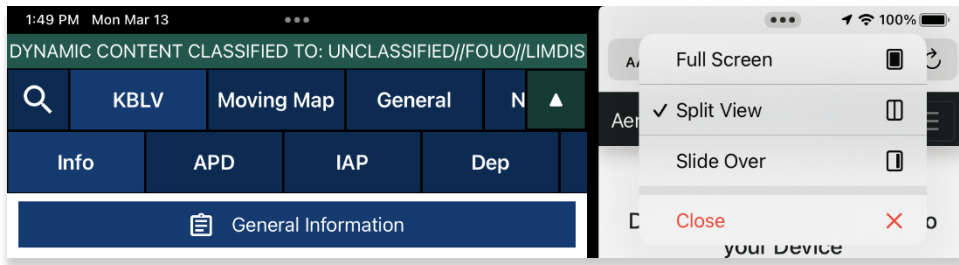 1:49 PM Mon Mar 13
100%
DYNAMIC CONTENT CLASSIFIED TO: UNCLASSIFIED//FOUO//LIMDIS
KBLV Moving Map General N
Info APD IAP Dep
General Information
Full Screen
Aer
Split View
Slide Over
D
Close
o
your Device